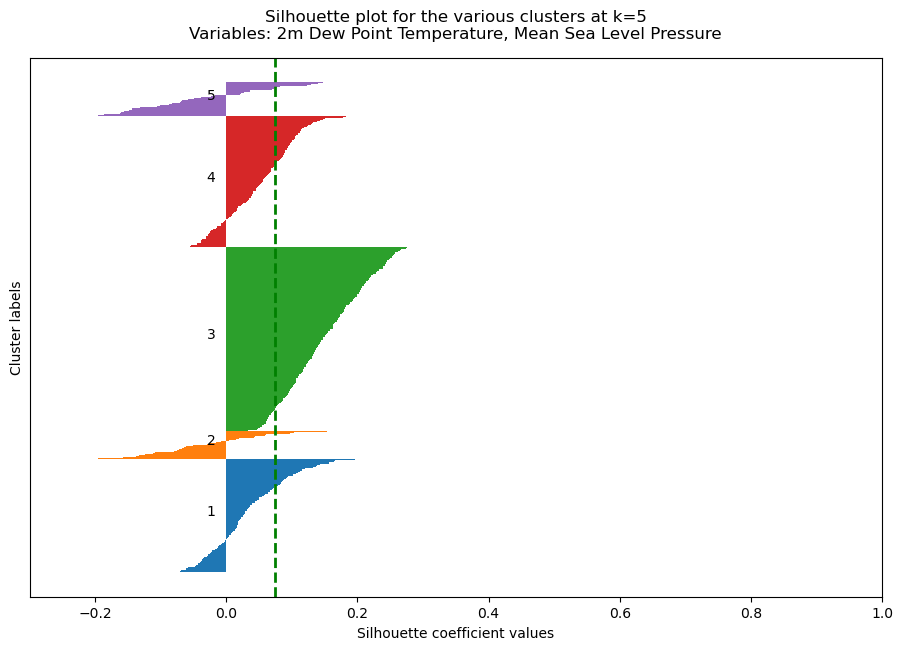 Silhouette plot for the various clusters at k=5
Variables: 2m Dew Point Temperature, Mean Sea Level Pressure
Cluster labels
5
4
3
2
1
−0.2 0.0 0.2 0.4 0.6 0.8 1.0
Silhouette coefficient values